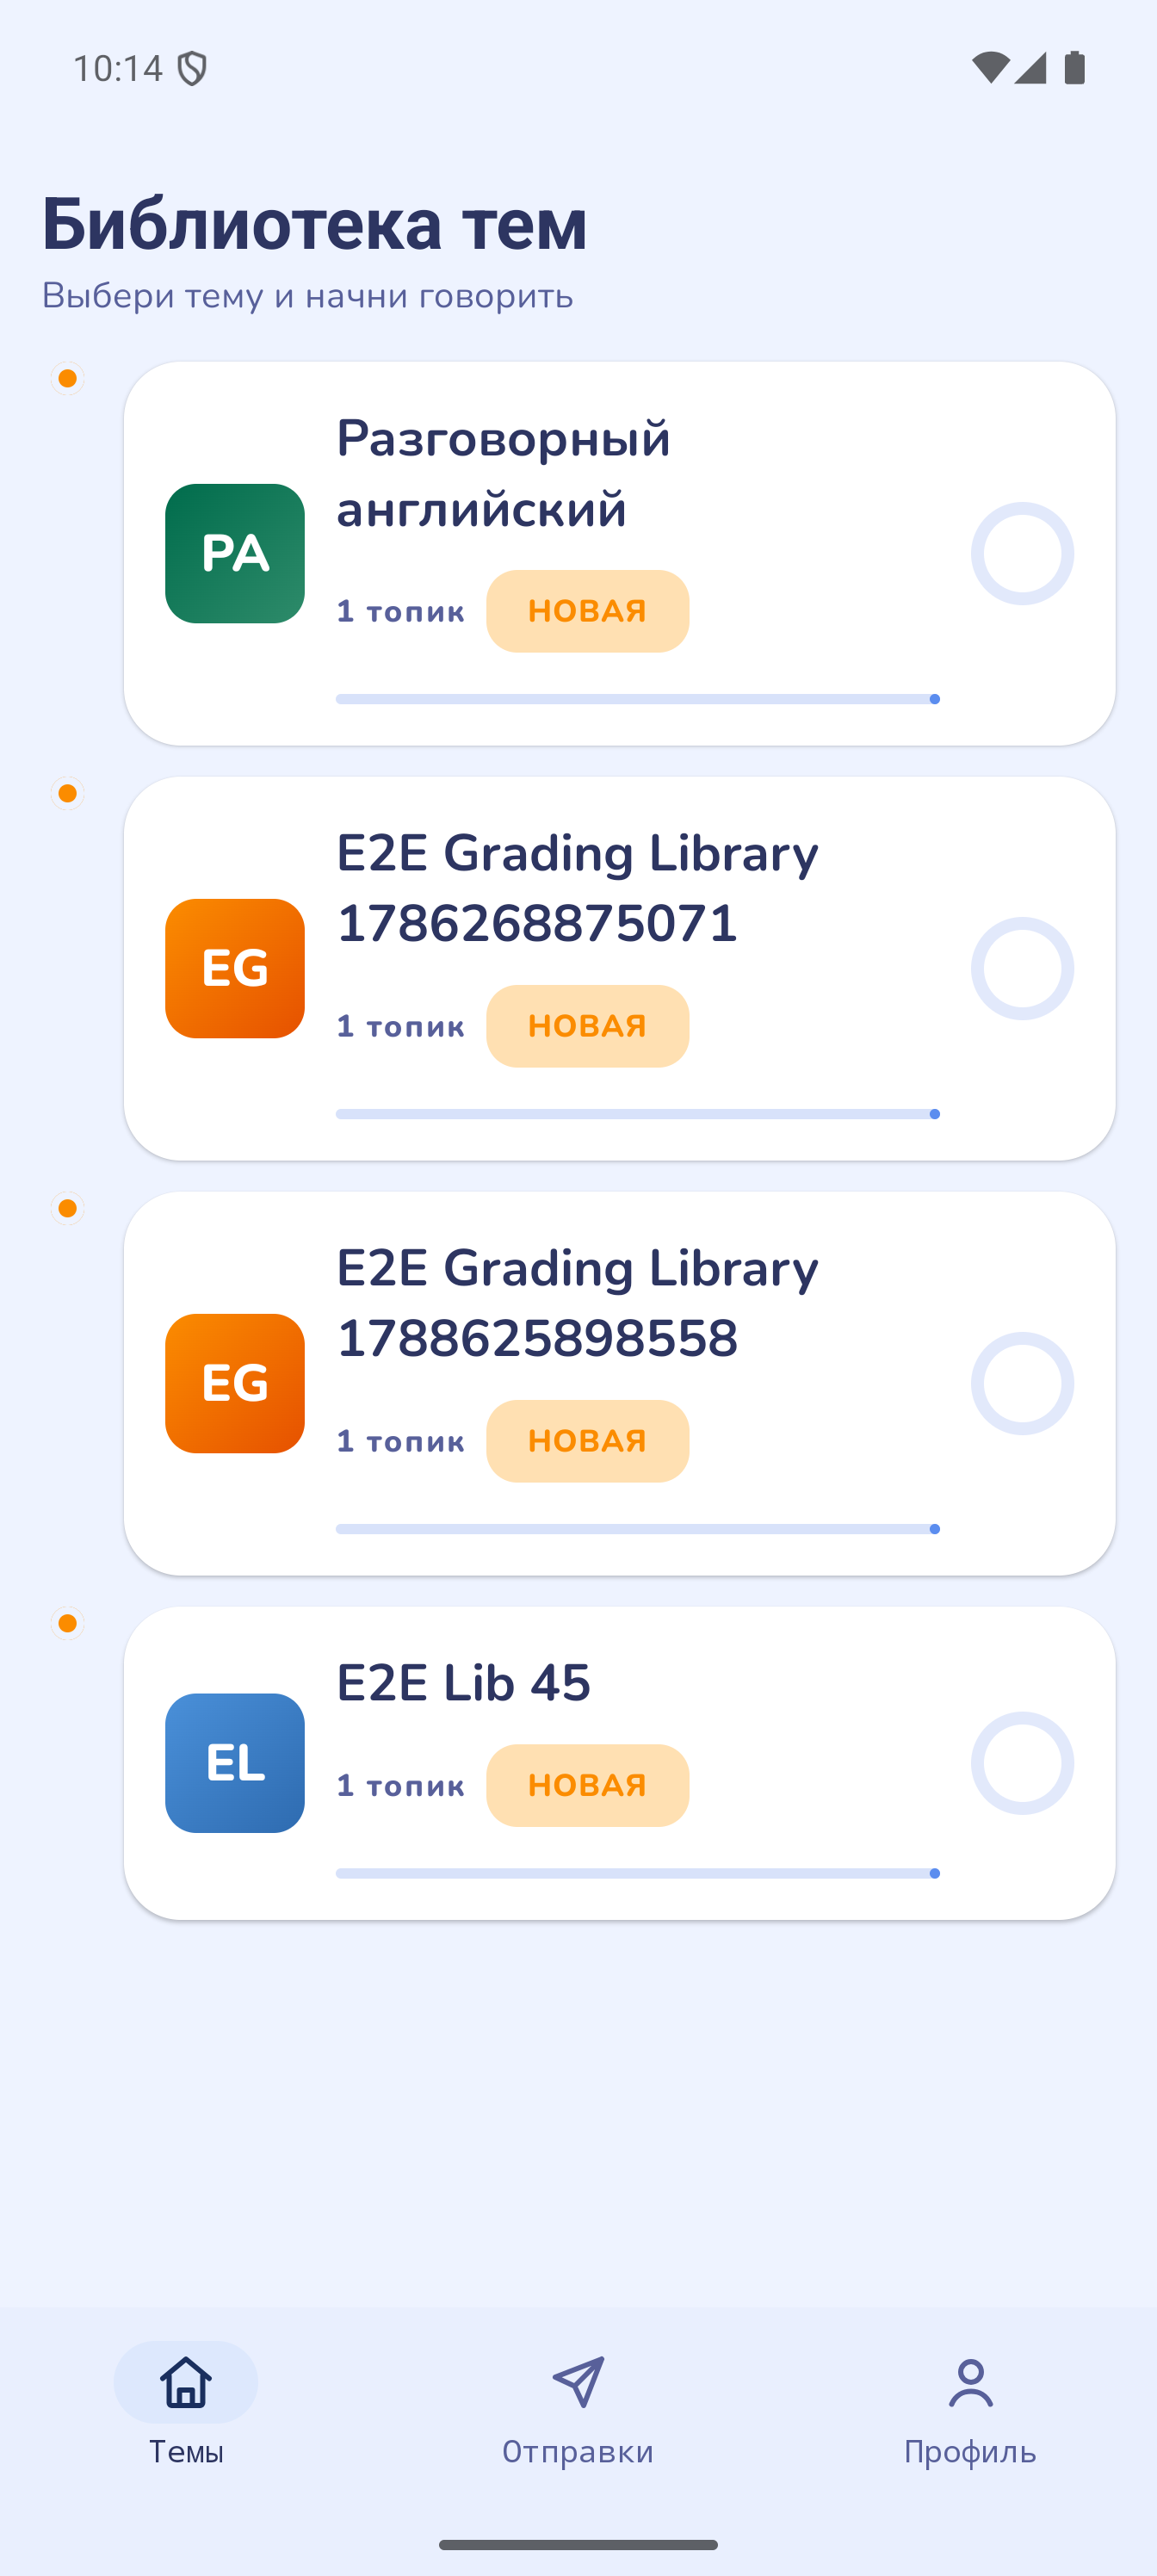 10:14
Библиотека тем
Выбери тему и начни говорить
Разговорный
английский
РА
1 топик НОВАЯ
E2E Grading Library
1786268875071
EG
1 топик НОВАЯ
E2E Grading Library
1788625898558
EG
1 топик НОВАЯ
E2E Lib 45
EL
1 топик НОВАЯ
Темы Отправки Профиль